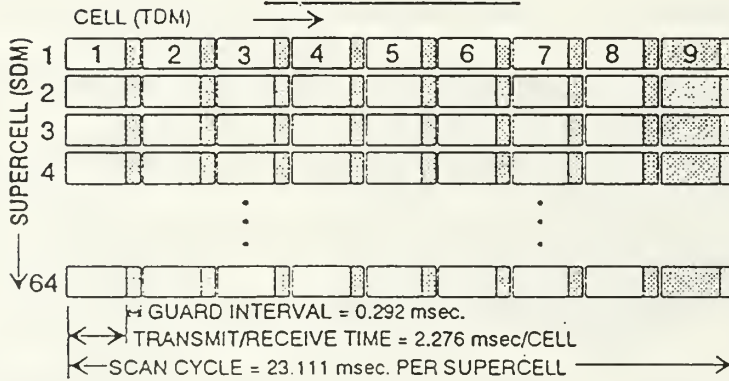 CELL (TDM)
SUPERCELL (SDM)
1 1 2 3 4 5 6 7 8 9
2
3
4
64
GUARD INTERVAL = 0.292 msec.
TRANSMIT/RECEIVE TIME = 2.276 msec/CELL
SCAN CYCLE = 23.111 msec. PER SUPERCELL